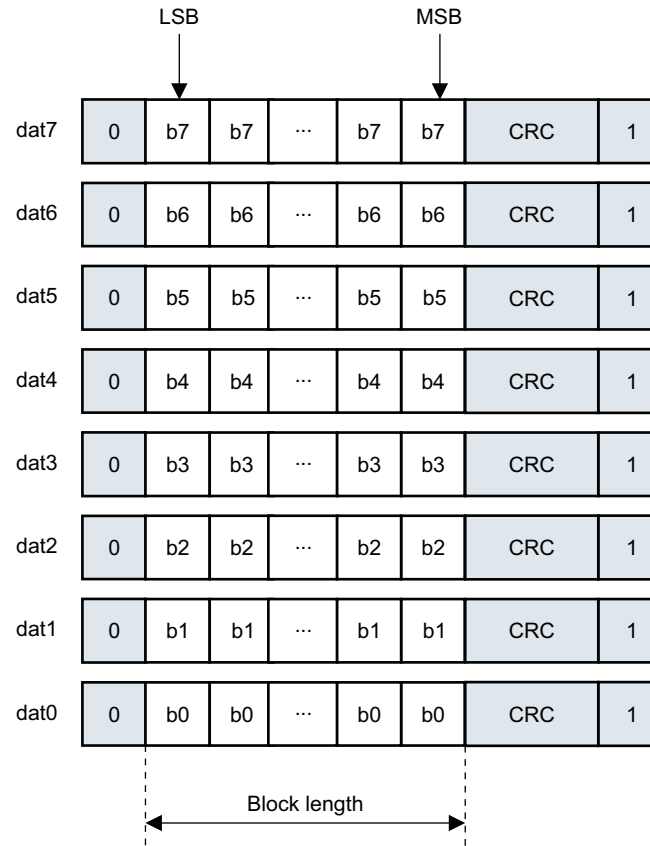 LSB MSB
dat7 0 b7 b7 ... b7 b7 CRC 1
dat6 0 b6 b6 ... b6 b6 CRC 1
dat5 0 b5 b5 ... b5 b5 CRC 1
dat4 0 b4 b4 ... b4 b4 CRC 1
dat3 0 b3 b3 ... b3 b3 CRC 1
dat2 0 b2 b2 ... b2 b2 CRC 1
dat1 0 b1 b1 ... b1 b1 CRC 1
dat0 0 b0 b0 ... b0 b0 CRC 1
Block length